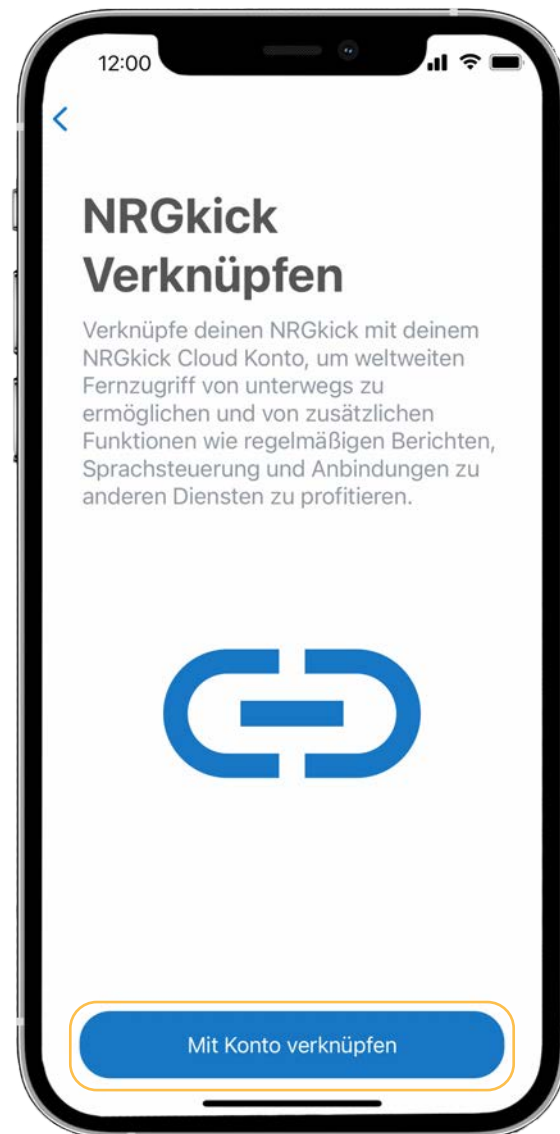 12:00
NRGkick
Verknüpfen
Verknüpfe deinen NRGkick mit deinem
NRGkick Cloud Konto, um weltweiten
Fernzugriff von unterwegs zu
ermöglichen und von zusätzlichen
Funktionen wie regelmäßigen Berichten,
Sprachsteuerung und Anbindungen zu
anderen Diensten zu profitieren.
Mit Konto verknüpfen